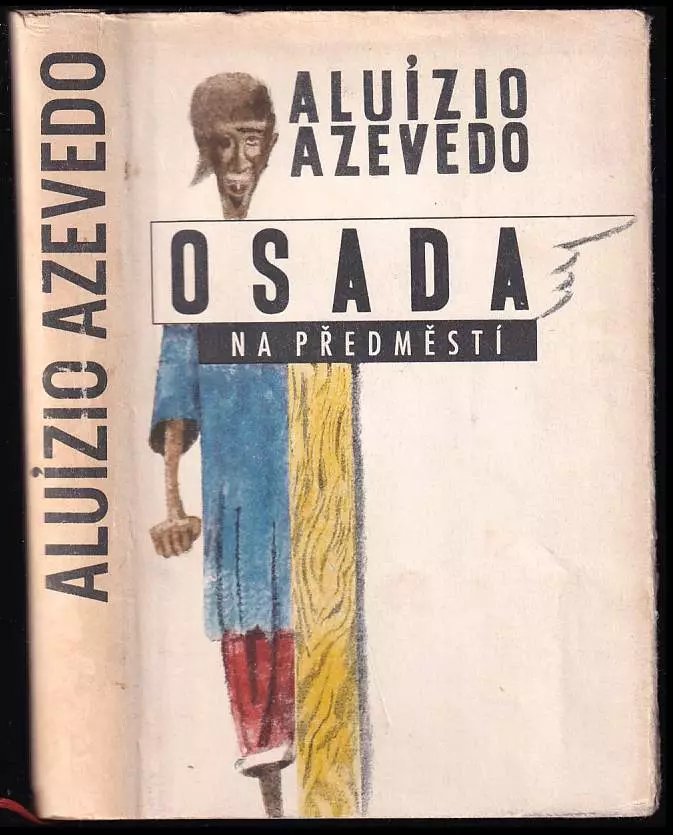 ALUÍZIO AZEVEDO
ALUÍZIO
AZEVEDO
OSADA
NA PŘEDMĚSTÍ